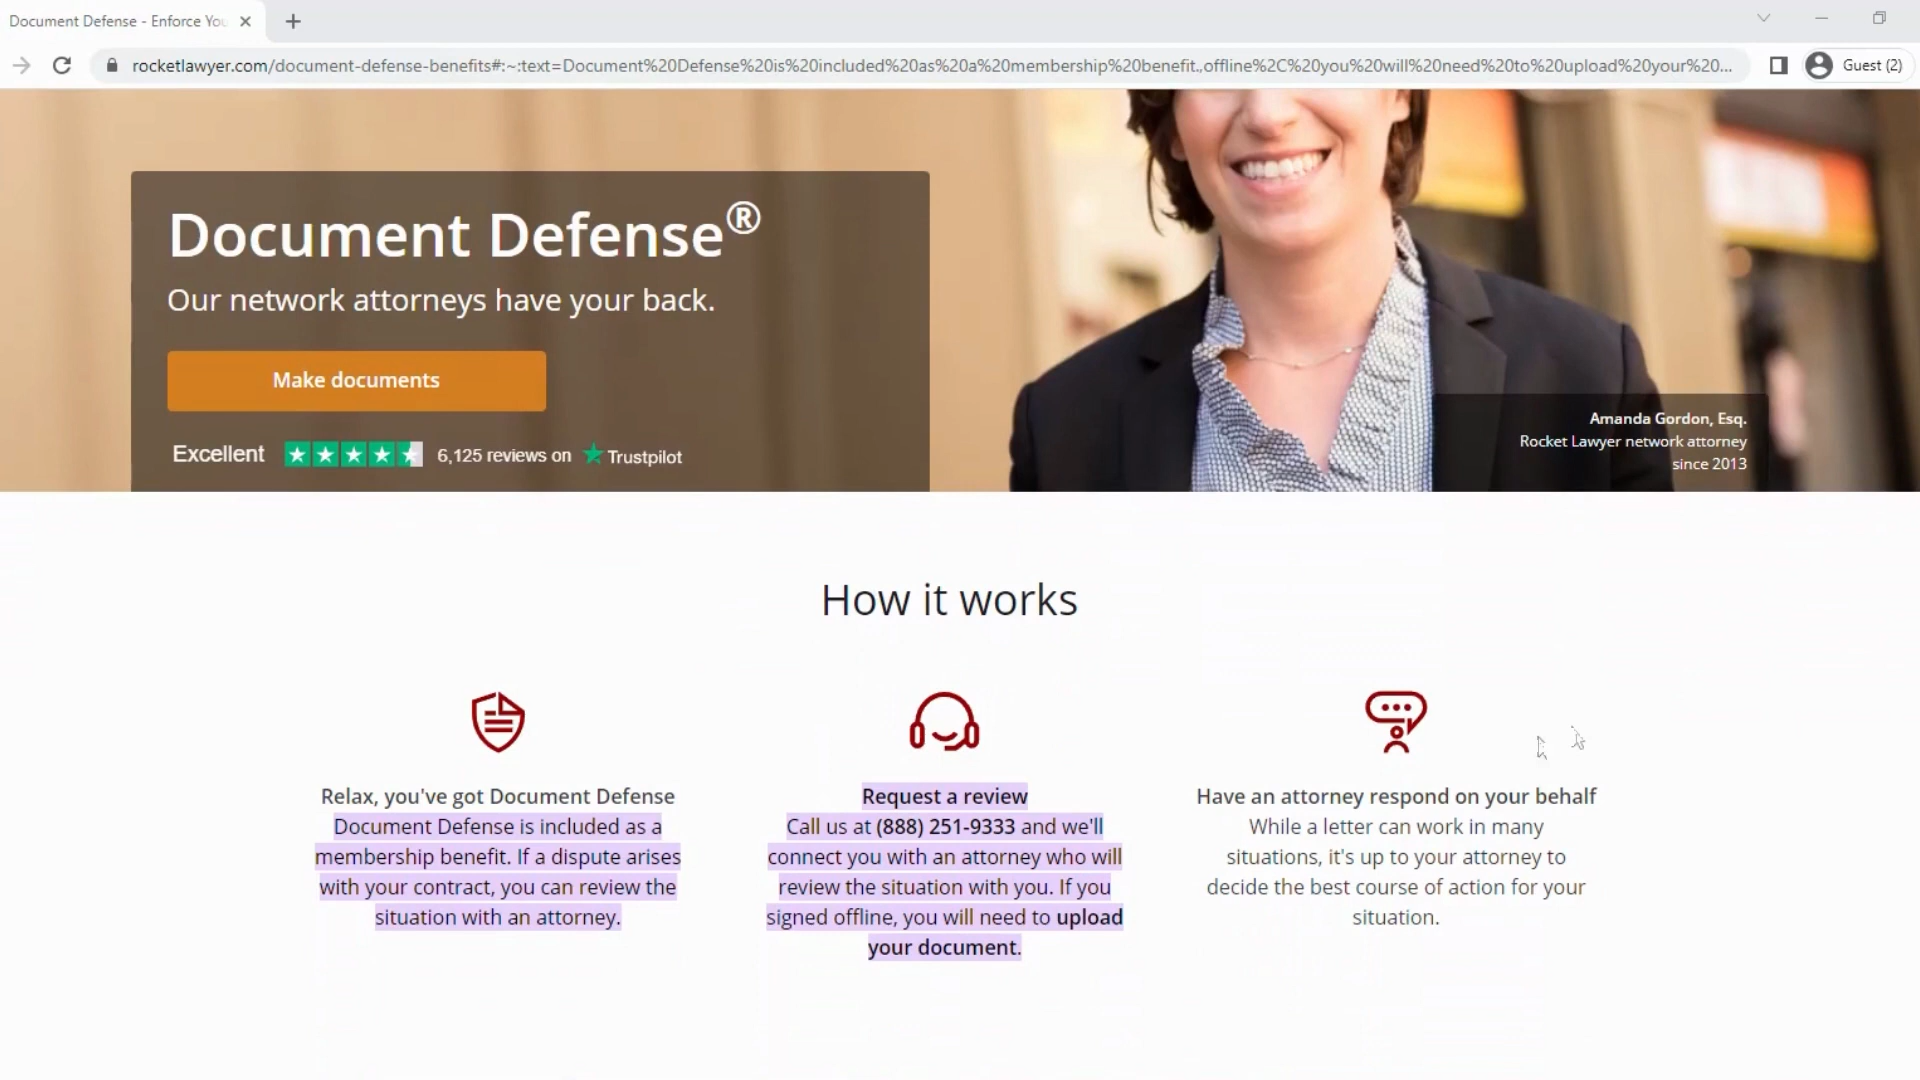 Document Defense - Enforce You
rocketlawyer.com/document-defense-benefits#:~:text=Document%20Defense%20is%20included%20as%20a%20membership%20benefit.,offline%2C%20you%20will%20need%20to%20upload%20your%20...
Guest (2)
Document Defense®
Our network attorneys have your back.
Make documents
Excellent 6,125 reviews on Trustpilot
Amanda Gordon, Esq.
Rocket Lawyer network attorney
since 2013
How it works
Relax, you've got Document Defense
Document Defense is included as a
membership benefit. If a dispute arises
with your contract, you can review the
situation with an attorney.
Request a review
Call us at (888) 251-9333 and we'll
connect you with an attorney who will
review the situation with you. If you
signed offline, you will need to upload
your document.
Have an attorney respond on your behalf
While a letter can work in many
situations, it's up to your attorney to
decide the best course of action for your
situation.